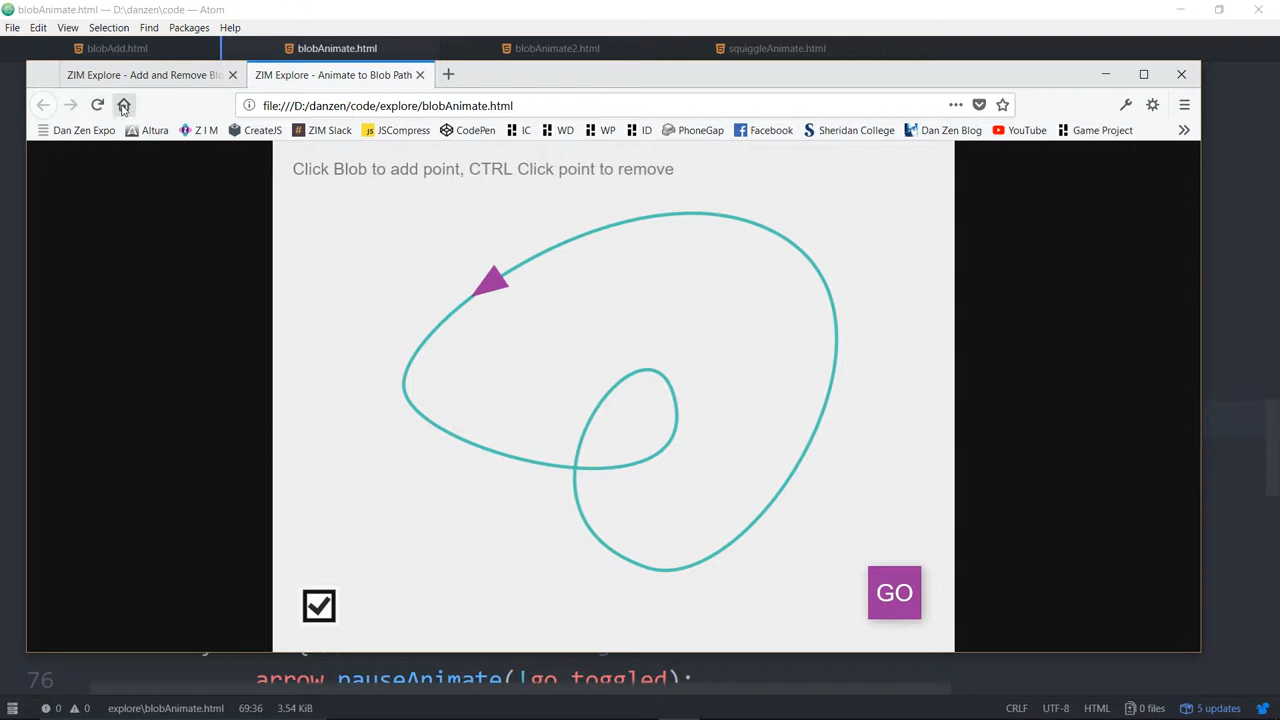 blobAnimate.html — D:\danzen\code — Atom
File Edit View Selection Find Packages Help
blobAdd.html blobAnimate.html blobAnimate2.html squiggleAnimate.html
ZIM Explore - Add and Remove Blo ZIM Explore - Animate to Blob Path
file:///D:/danzen/code/explore/blobAnimate.html
Dan Zen Expo Altura Z I M CreateJS ZIM Slack JSCompress CodePen IC WD WP ID PhoneGap Facebook Sheridan College Dan Zen Blog YouTube Game Project
Click Blob to add point, CTRL Click point to remove
GO
76 arrow.pauseAnimate(!go.toggled);
0 0 explore\blobAnimate.html 69:36 3.54 KiB CRLF UTF-8 HTML 0 files 5 updates